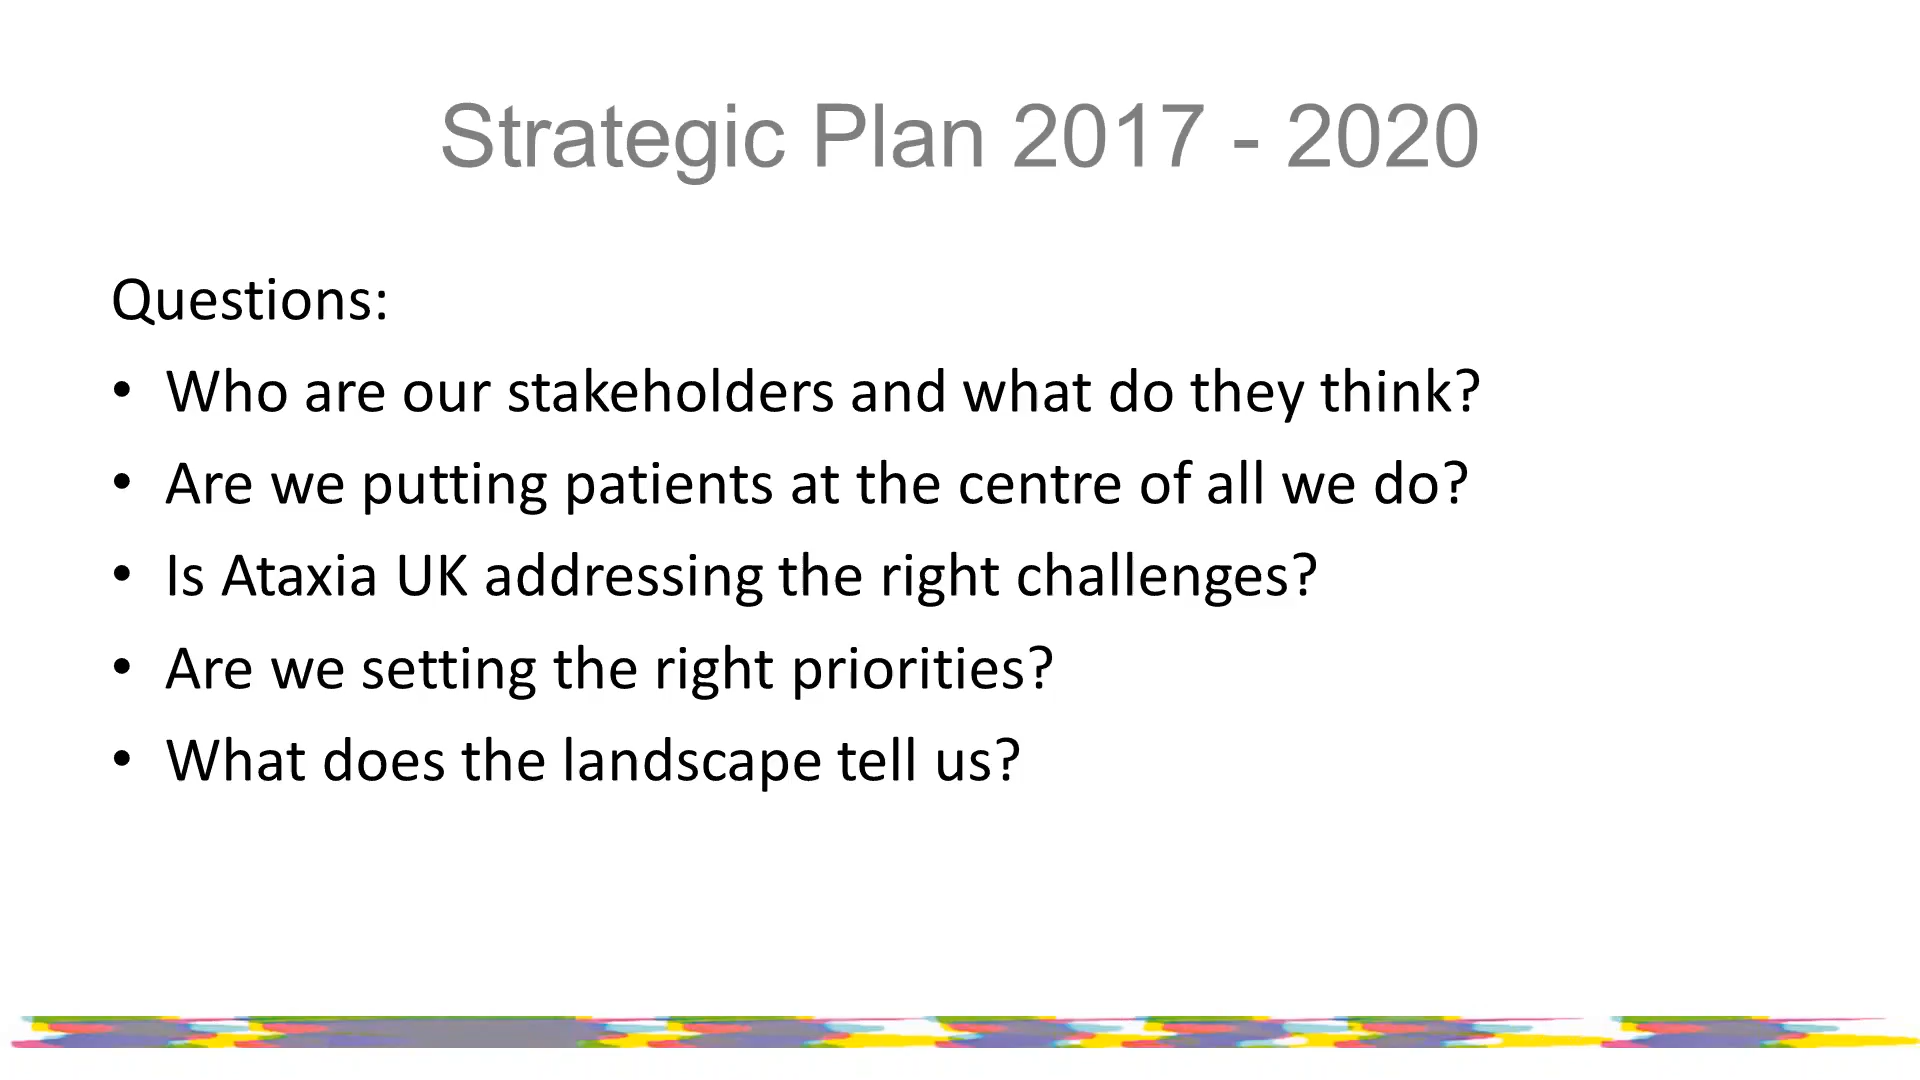 Strategic Plan 2017 - 2020
Questions:
• Who are our stakeholders and what do they think?
• Are we putting patients at the centre of all we do?
• Is Ataxia UK addressing the right challenges?
• Are we setting the right priorities?
• What does the landscape tell us?